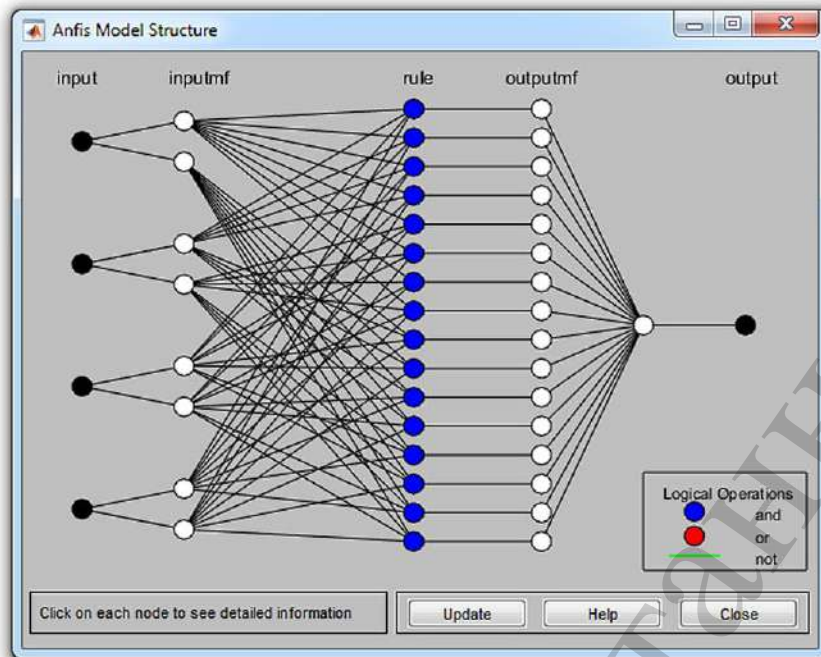 Anfis Model Structure
input inputmf rule outputmf output
Logical Operations
and
or
not
Click on each node to see detailed information
Update Help Close